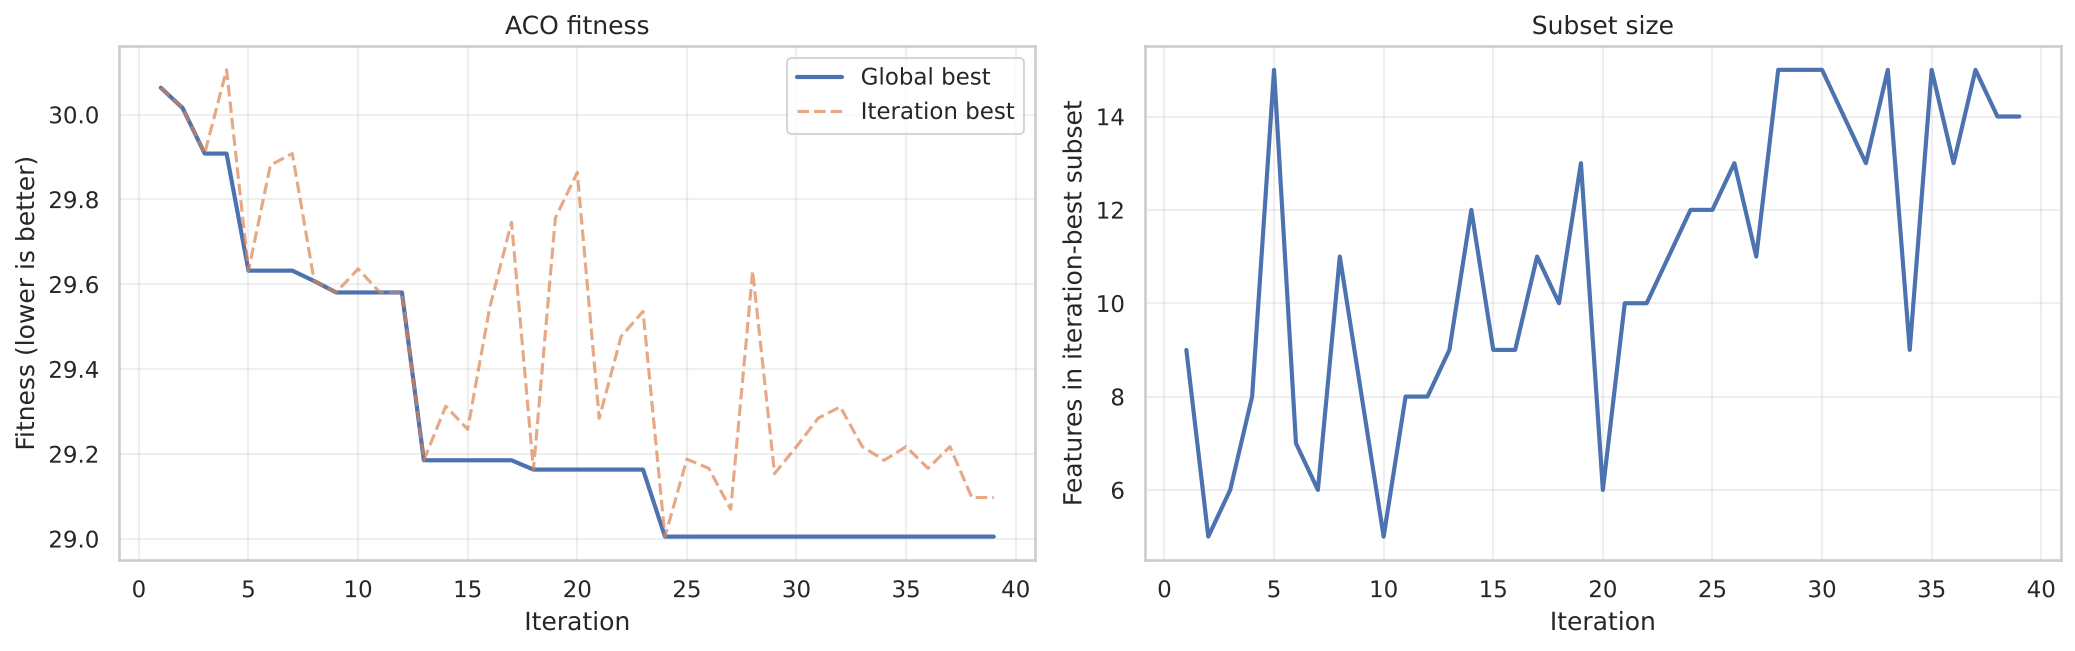 ACO fitness
Fitness (lower is better)
30.0
29.8
29.6
29.4
29.2
29.0
Global best
Iteration best
0 5 10 15 20 25 30 35 40
Iteration
Subset size
Features in iteration-best subset
14
12
10
8
6
0 5 10 15 20 25 30 35 40
Iteration